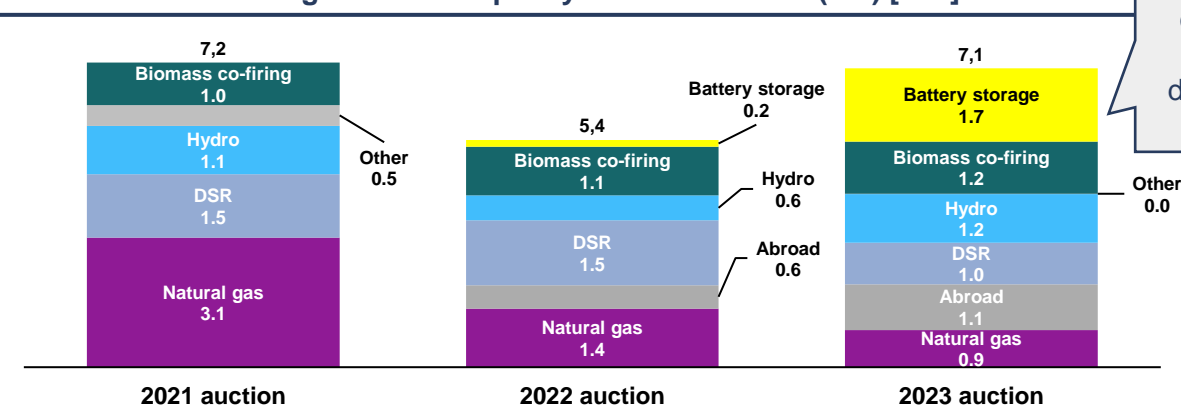 7,2
Biomass co-firing
1.0
Hydro
1.1
DSR
1.5
Natural gas
3.1
Other
0.5
2021 auction
5,4
Battery storage
0.2
Biomass co-firing
1.1
Hydro
0.6
DSR
1.5
Abroad
0.6
Natural gas
1.4
2022 auction
7,1
Battery storage
1.7
Biomass co-firing
1.2
Other
0.0
Hydro
1.2
DSR
1.0
Abroad
1.1
Natural gas
0.9
2023 auction